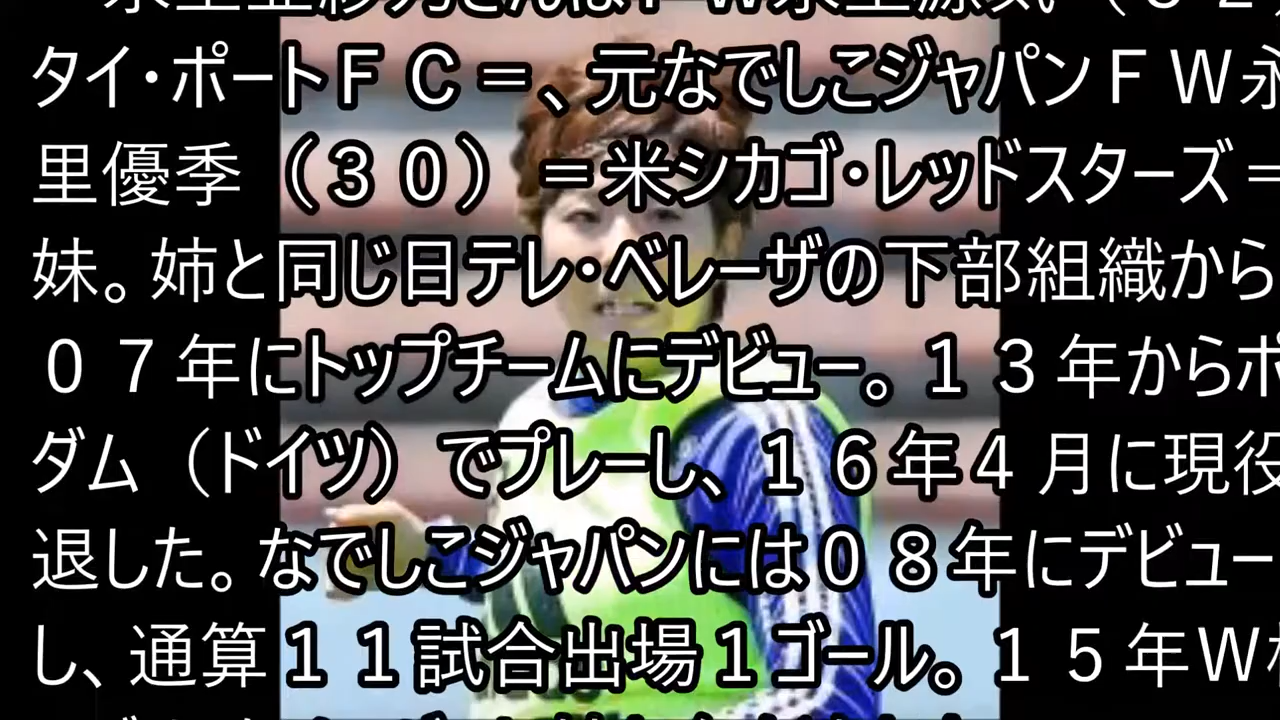 タイ・ポートＦＣ＝、元なでしこジャパンＦＷ永
里優季（３０）＝米シカゴ・レッドスターズ＝
妹。姉と同じ日テレ・ベレーザの下部組織から
０７年にトップチームにデビュー。１３年からポ
ダム（ドイツ）でプレーし、１６年４月に現役
退した。なでしこジャパンには０８年にデビュー
し、通算１１試合出場１ゴール。１５年Ｗ杯